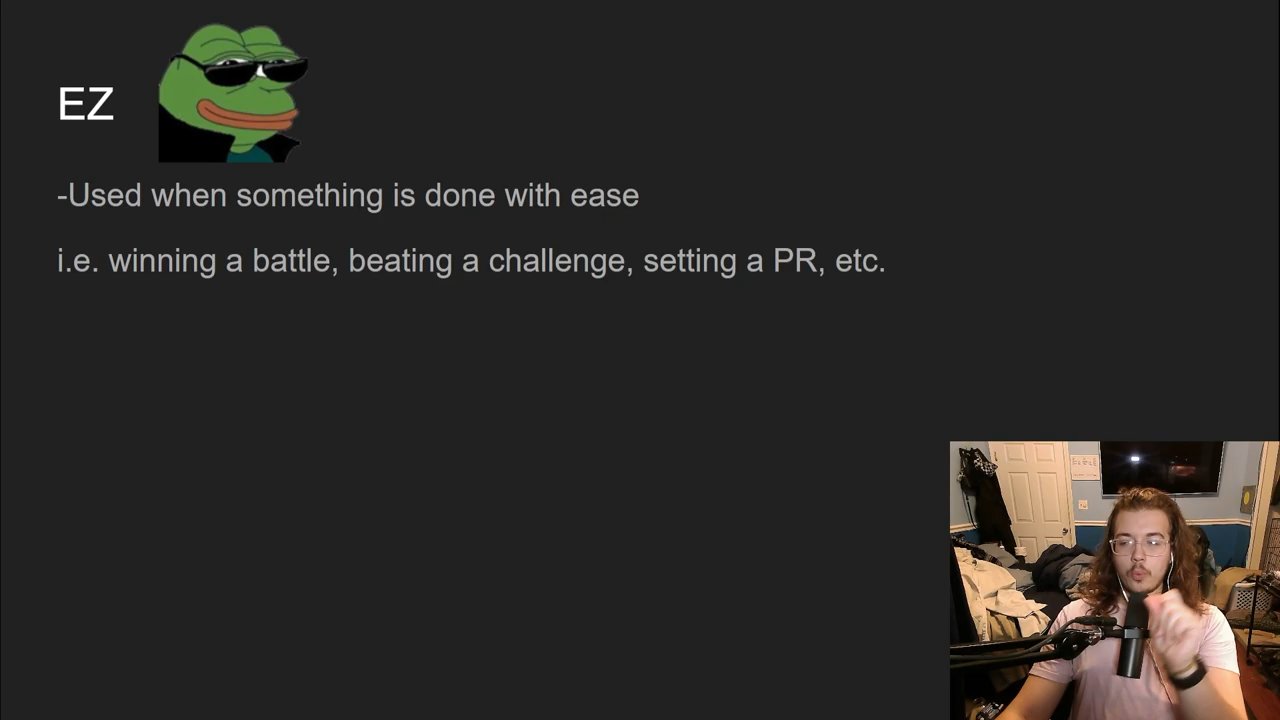 EZ
-Used when something is done with ease
i.e. winning a battle, beating a challenge, setting a PR, etc.